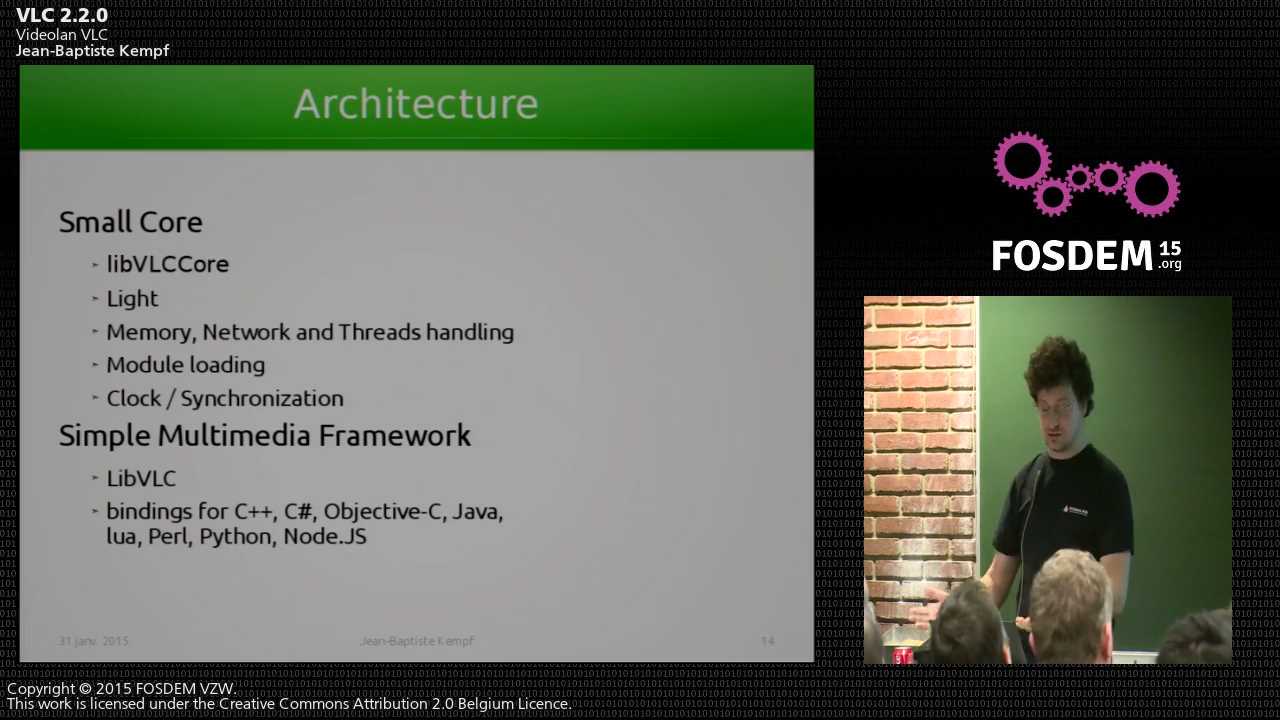 VLC 2.2.0
Videolan VLC
Jean-Baptiste Kempf
Architecture
Small Core
libVLCCore
Light
Memory, Network and Threads handling
Module loading
Clock / Synchronization
Simple Multimedia Framework
LibVLC
bindings for C++, C#, Objective-C, Java,
lua, Perl, Python, Node.JS
31 janv. 2015
Jean-Baptiste Kempf
14
FOSDEM 15
.org
Copyright © 2015 FOSDEM VZW.
This work is licensed under the Creative Commons Attribution 2.0 Belgium Licence.